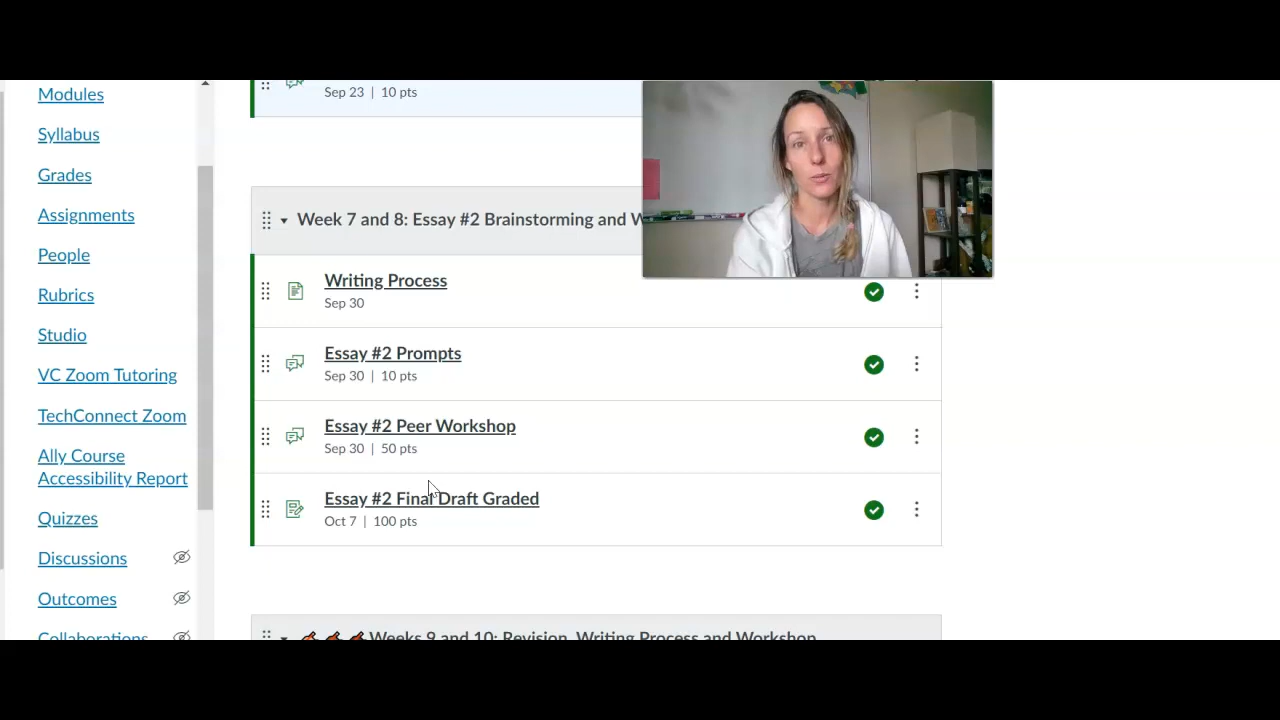 Modules
Syllabus
Grades
Assignments
People
Rubrics
Studio
VC Zoom Tutoring
TechConnect Zoom
Ally Course
Accessibility Report
Quizzes
Discussions
Outcomes
Collaborations
Sep 23 | 10 pts
Week 7 and 8: Essay #2 Brainstorming and W
Writing Process
Sep 30
Essay #2 Prompts
Sep 30 | 10 pts
Essay #2 Peer Workshop
Sep 30 | 50 pts
Essay #2 Final Draft Graded
Oct 7 | 100 pts
Weeks 9 and 10: Revision, Writing Process and Workshop